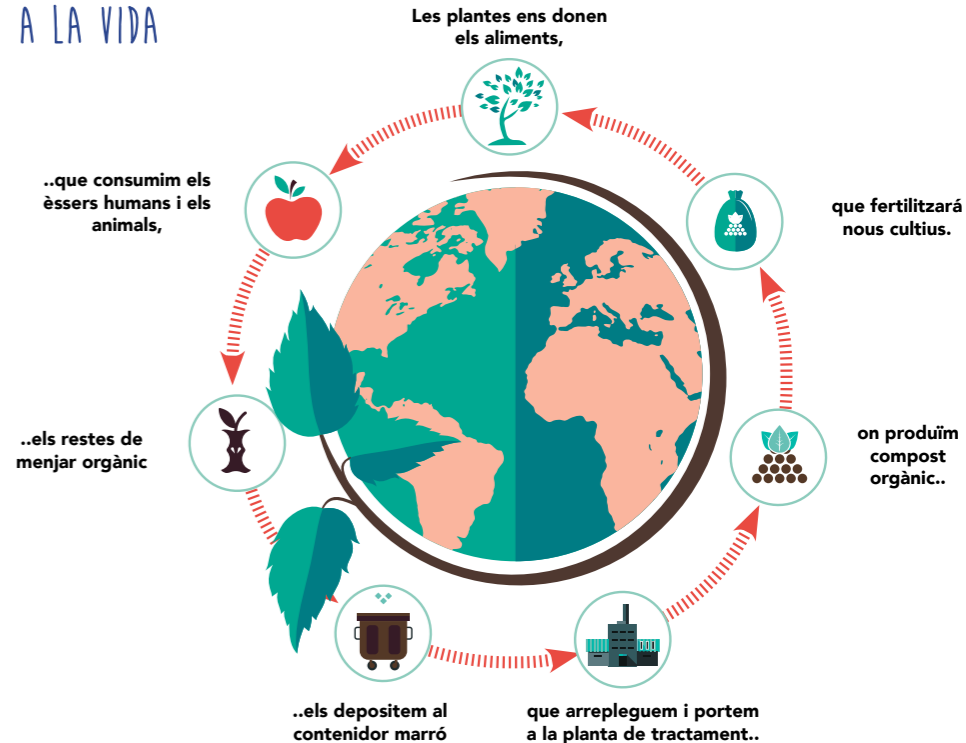 A LA VIDA
Les plantes ens donen
els aliments,
..que consumim els
èssers humans i els
animals,
..els restes de
menjar orgànic
..els depositem al
contenidor marró
que arrepleguem i portem
a la planta de tractament..
on produïm
compost
orgànic..
que fertilitzará
nous cultius.